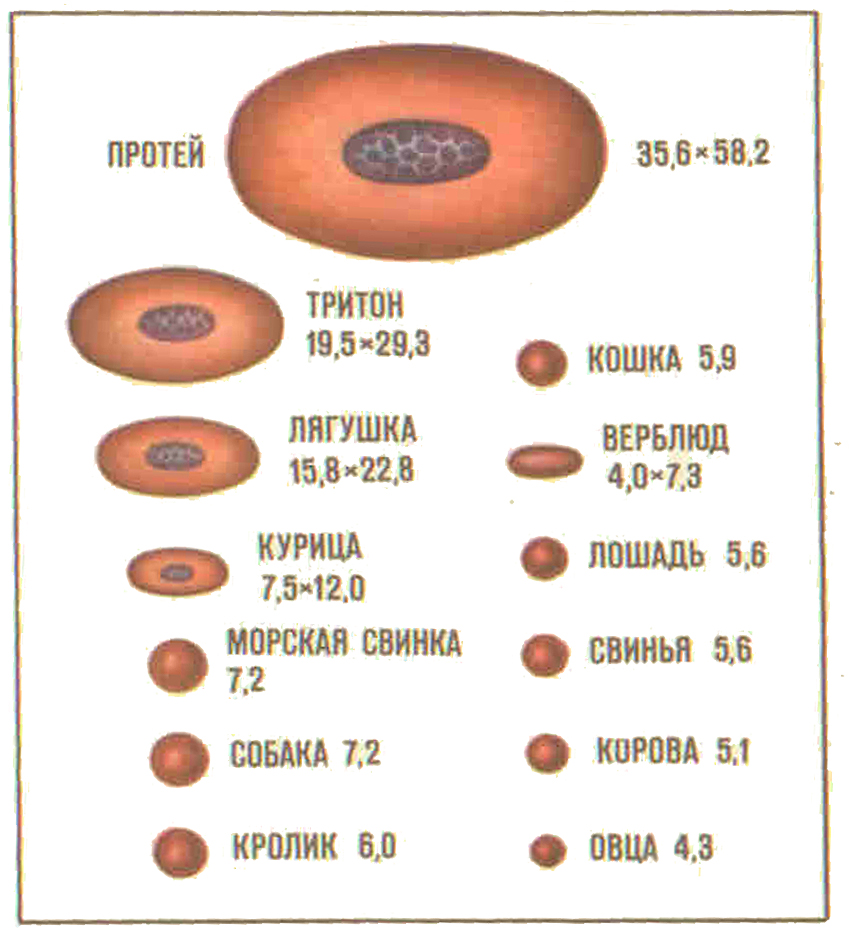 ПРОТЕЙ 35,6×58,2
ТРИТОН
19,5×29,3
ЛЯГУШКА
15,8×22,8
КУРИЦА
7,5×12,0
МОРСКАЯ СВИНКА
7,2
СОБАКА 7,2
КРОЛИК 6,0
КОШКА 5,9
ВЕРБЛЮД
4,0×7,3
ЛОШАДЬ 5,6
СВИНЬЯ 5,6
КОРОВА 5,1
ОВЦА 4,3